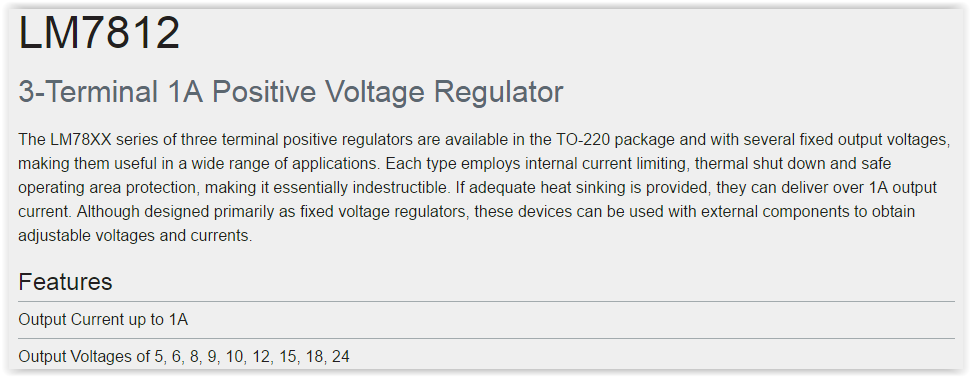 LM7812
3-Terminal 1A Positive Voltage Regulator
The LM78XX series of three terminal positive regulators are available in the TO-220 package and with several fixed output voltages,
making them useful in a wide range of applications. Each type employs internal current limiting, thermal shut down and safe
operating area protection, making it essentially indestructible. If adequate heat sinking is provided, they can deliver over 1A output
current. Although designed primarily as fixed voltage regulators, these devices can be used with external components to obtain
adjustable voltages and currents.
Features
Output Current up to 1A
Output Voltages of 5, 6, 8, 9, 10, 12, 15, 18, 24